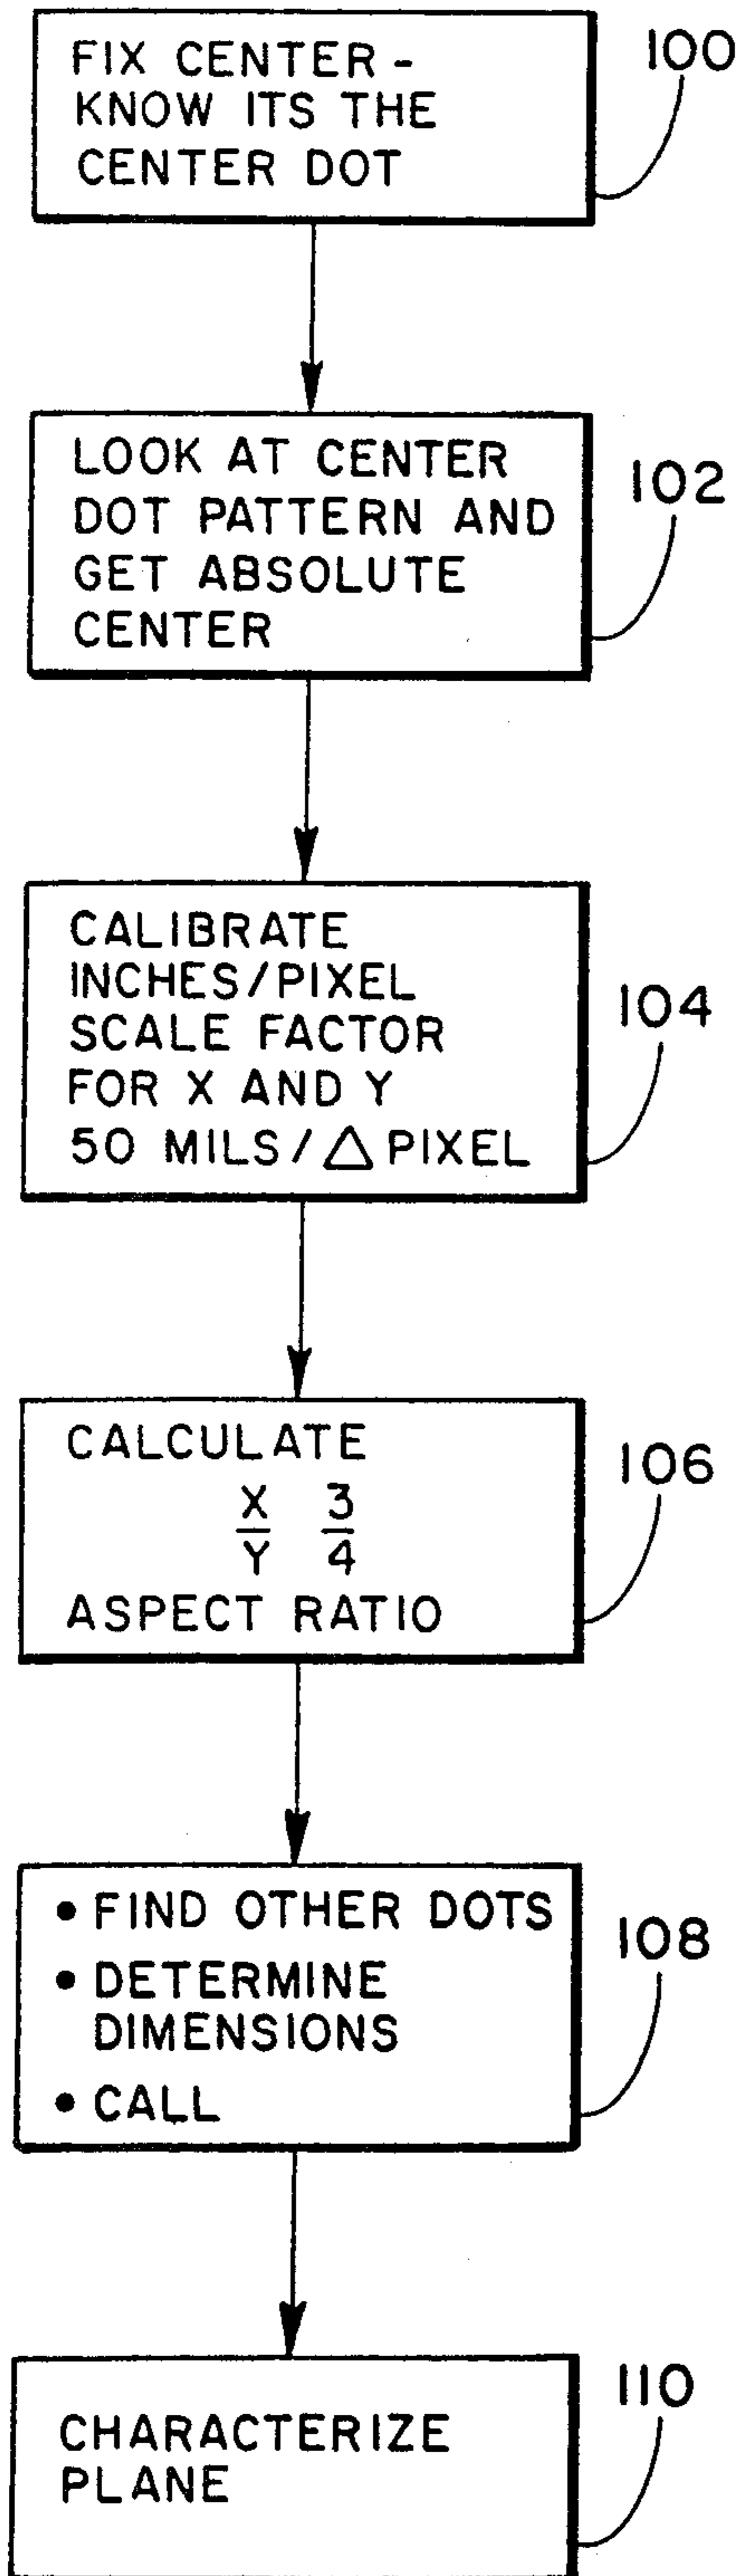 FIX CENTER -
KNOW ITS THE
CENTER DOT
100
LOOK AT CENTER
DOT PATTERN AND
GET ABSOLUTE
CENTER
102
CALIBRATE
INCHES/PIXEL
SCALE FACTOR
FOR X AND Y
50 MILS/△ PIXEL
104
CALCULATE
X 3
Y 4
ASPECT RATIO
106
• FIND OTHER DOTS
• DETERMINE
DIMENSIONS
• CALL
108
CHARACTERIZE
PLANE
110